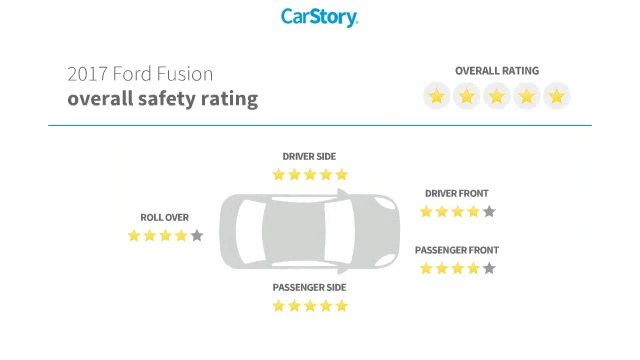 CarStory
2017 Ford Fusion
overall safety rating
OVERALL RATING
DRIVER SIDE
DRIVER FRONT
ROLL OVER
PASSENGER FRONT
PASSENGER SIDE